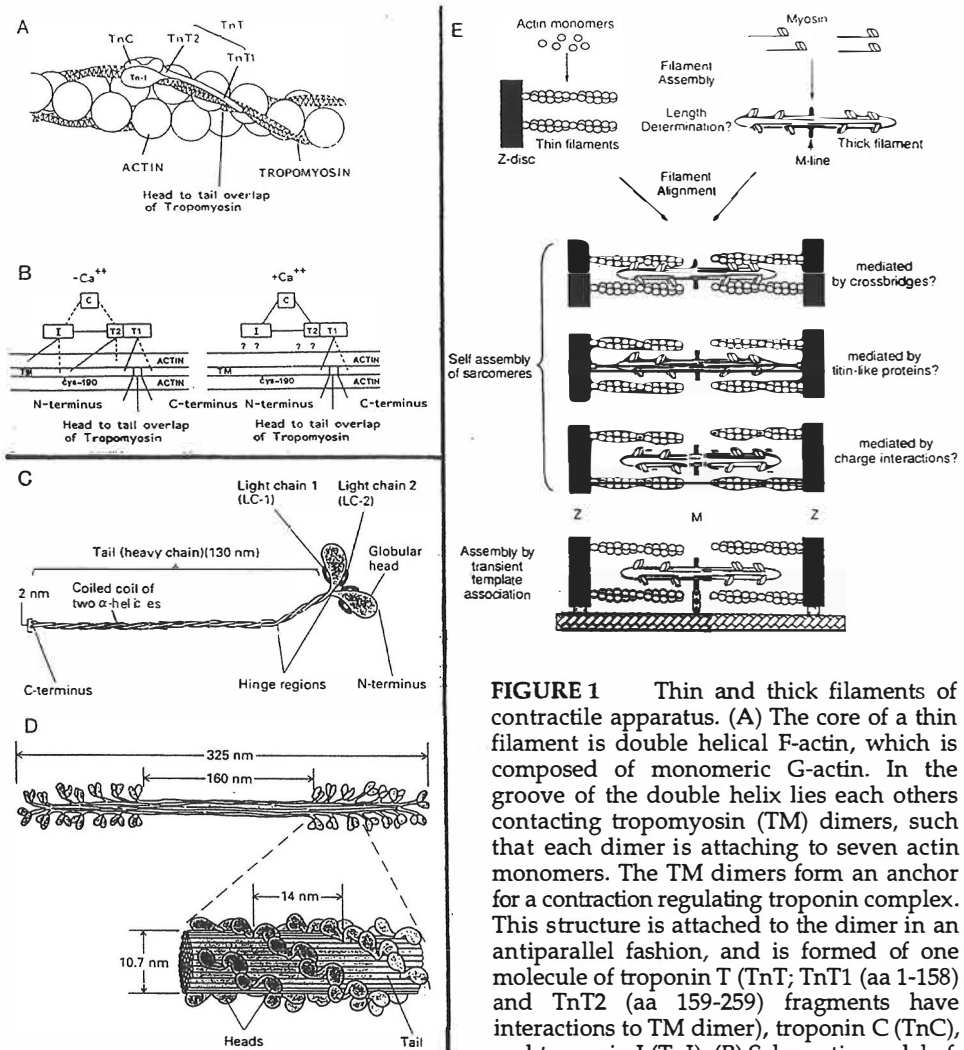 A
TnT
TnC
TnT2
TnT1
Tn-I
ACTIN
TROPOMYOSIN
Head to tail overlap
of Tropomyosin
B
-Ca++
+Ca++
C
C
I
T2
T1
I
T2
T1
? ?
? ?
ACTIN
ACTIN
TM
TM
Cys-190
ACTIN
Cys-190
ACTIN
N-terminus
C-terminus
N-terminus
C-terminus
Head to tail overlap
of Tropomyosin
Head to tail overlap
of Tropomyosin
C
Light chain 1
(LC-1)
Light chain 2
(LC-2)
Tail (heavy chain)(130 nm)
Globular
head
2 nm
Coiled coil of
two α-helices
C-terminus
Hinge regions
N-terminus
D
325 nm
160 nm
14 nm
10.7 nm
Heads
Tail
E
Actin monomers
Myosin
Filament
Assembly
Length
Determination?
Thin filaments
Thick filament
Z-disc
M-line
Filament
Alignment
Self assembly
of sarcomeres
mediated
by crossbridges?
mediated by
titin-like proteins?
mediated by
charge interactions?
Z
M
Z
Assembly by
transient
template
association
FIGURE 1 Thin and thick filaments of
contractile apparatus. (A) The core of a thin
filament is double helical F-actin, which is
composed of monomeric G-actin. In the
groove of the double helix lies each others
contacting tropomyosin (TM) dimers, such
that each dimer is attaching to seven actin
monomers. The TM dimers form an anchor
for a contraction regulating troponin complex.
This structure is attached to the dimer in an
antiparallel fashion, and is formed of one
molecule of troponin T (TnT; TnT1 (aa 1-158)
and TnT2 (aa 159-259) fragments have
interactions to TM dimer), troponin C (TnC),